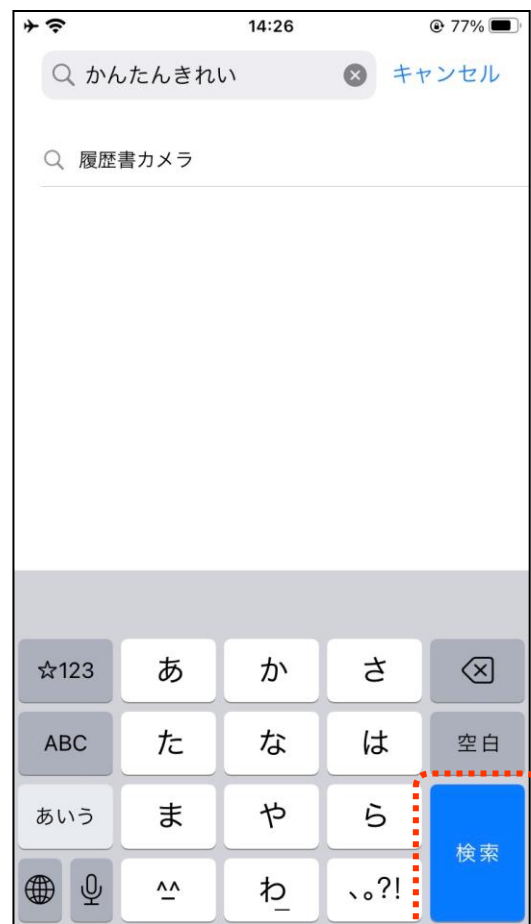 14:26 77%
かんたんきれい キャンセル
履歴書カメラ
☆123 あ か さ
ABC た な は 空白
あいう ま や ら 検索
^^ わ_ 、。?!